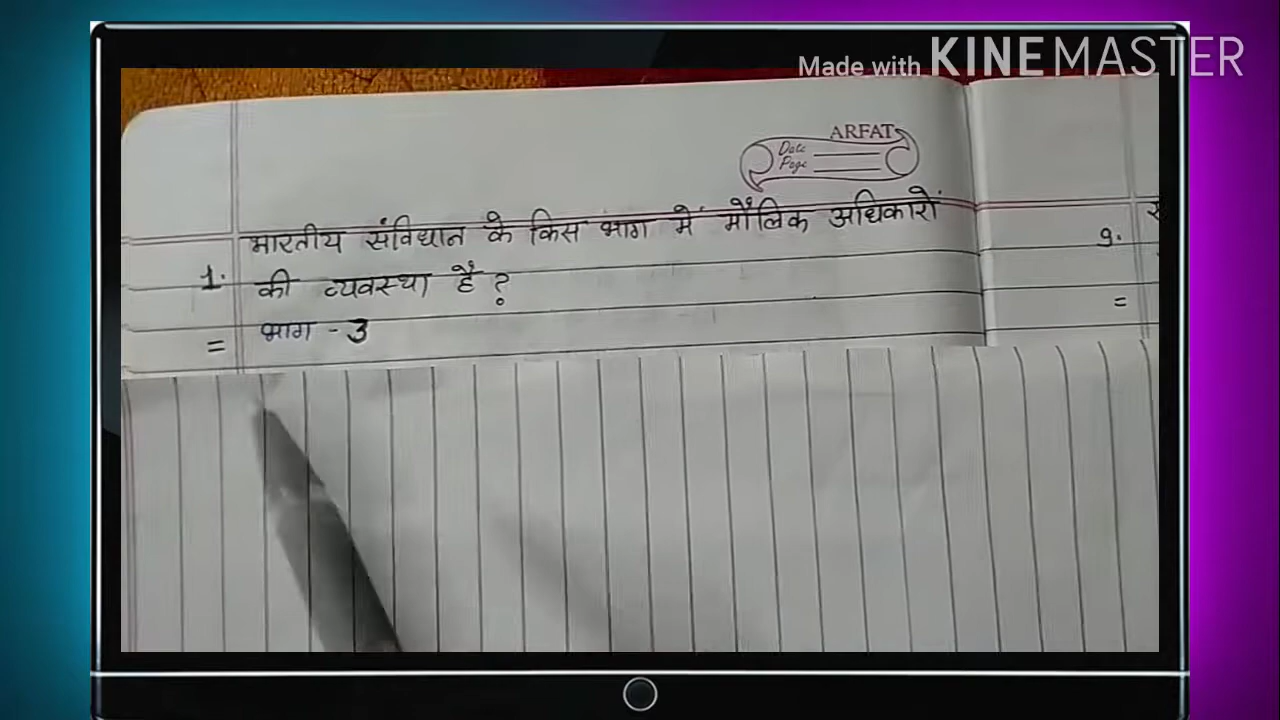 Made with KINEMASTER
ARFAT
Date
Page
1. भारतीय संविधान के किस भाग में मौलिक अधिकारों
की व्यवस्था है ?
= भाग - 3
9.
=